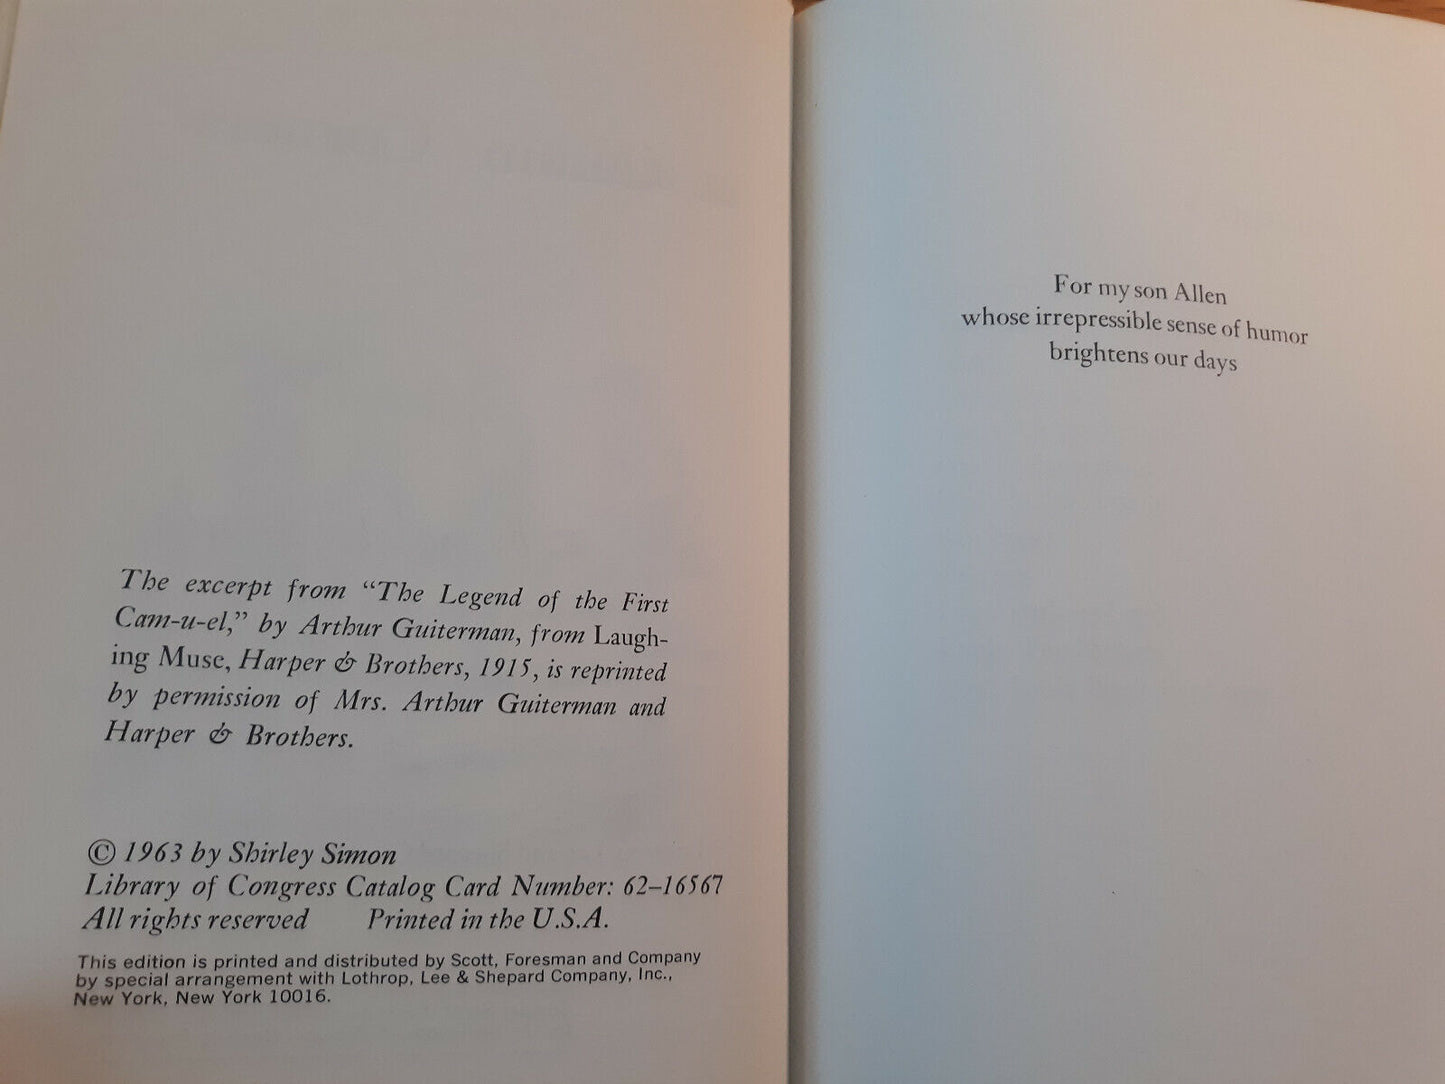 The excerpt from “The Legend of the First
Cam-u-el,” by Arthur Guiterman, from Laugh-
ing Muse, Harper & Brothers, 1915, is reprinted
by permission of Mrs. Arthur Guiterman and
Harper & Brothers.
© 1963 by Shirley Simon
Library of Congress Catalog Card Number: 62–16567
All rights reserved Printed in the U.S.A.
This edition is printed and distributed by Scott, Foresman and Company
by special arrangement with Lothrop, Lee & Shepard Company, Inc.,
New York, New York 10016.
For my son Allen
whose irrepressible sense of humor
brightens our days